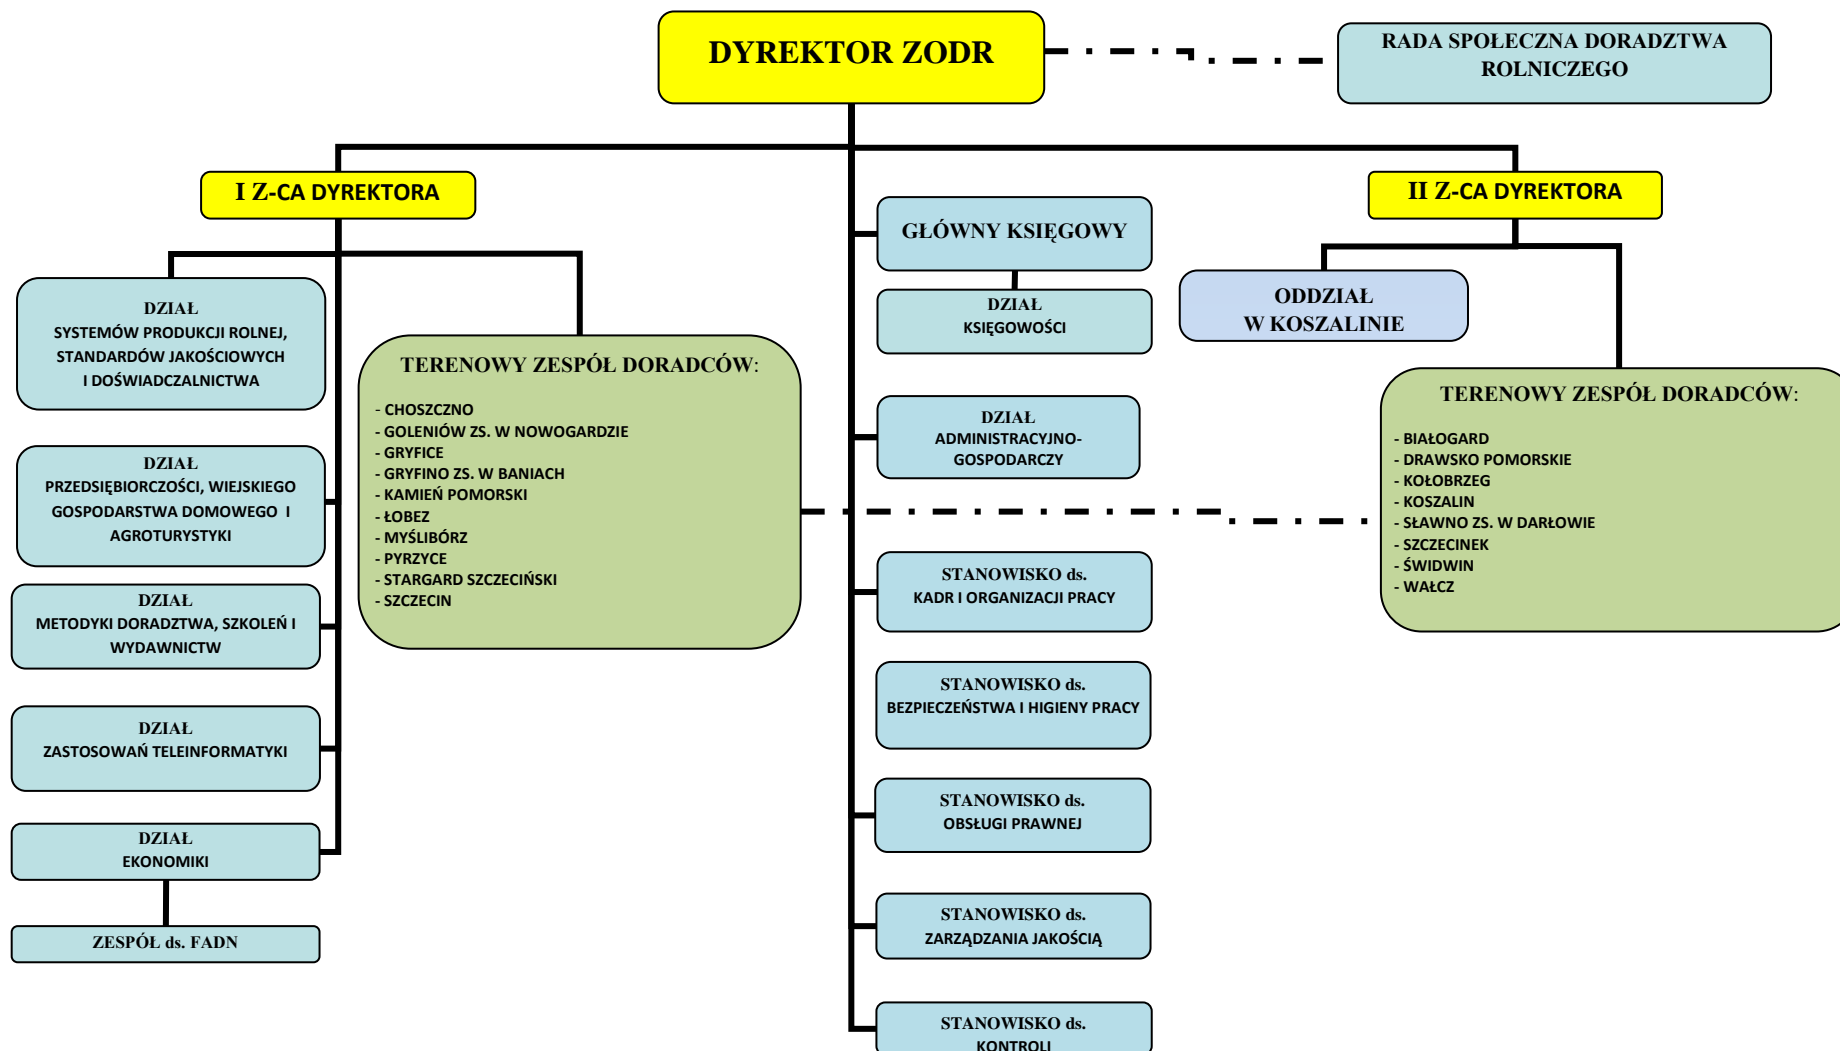 DYREKTOR ZODR
RADA SPOŁECZNA DORADZTWA
ROLNICZEGO
I Z-CA DYREKTORA
II Z-CA DYREKTORA
DZIAŁ
SYSTEMÓW PRODUKCJI ROLNEJ,
STANDARDÓW JAKOŚCIOWYCH
I DOŚWIADCZALNICTWA
DZIAŁ
PRZEDSIĘBIORCZOŚCI, WIEJSKIEGO
GOSPODARSTWA DOMOWEGO I
AGROTURYSTYKI
DZIAŁ
METODYKI DORADZTWA, SZKOLEŃ I
WYDAWNICTW
DZIAŁ
ZASTOSOWAŃ TELEINFORMATYKI
DZIAŁ
EKONOMIKI
ZESPÓŁ ds. FADN
TERENOWY ZESPÓŁ DORADCÓW:
- CHOSZCZNO
- GOLENIÓW ZS. W NOWOGARDZIE
- GRYFICE
- GRYFINO ZS. W BANIACH
- KAMIEŃ POMORSKI
- ŁOBEZ
- MYŚLIBÓRZ
- PYRZYCE
- STARGARD SZCZECIŃSKI
- SZCZECIN
GŁÓWNY KSIĘGOWY
DZIAŁ
KSIĘGOWOŚCI
DZIAŁ
ADMINISTRACYJNO-
GOSPODARCZY
STANOWISKO ds.
KADR I ORGANIZACJI PRACY
STANOWISKO ds.
BEZPIECZEŃSTWA I HIGIENY PRACY
STANOWISKO ds.
OBSŁUGI PRAWNEJ
STANOWISKO ds.
ZARZĄDZANIA JAKOŚCIĄ
STANOWISKO ds.
KONTROLI
ODDZIAŁ
W KOSZALINIE
TERENOWY ZESPÓŁ DORADCÓW:
- BIAŁOGARD
- DRAWSKO POMORSKIE
- KOŁOBRZEG
- KOSZALIN
- SŁAWNO ZS. W DARŁOWIE
- SZCZECINEK
- ŚWIDWIN
- WAŁCZ